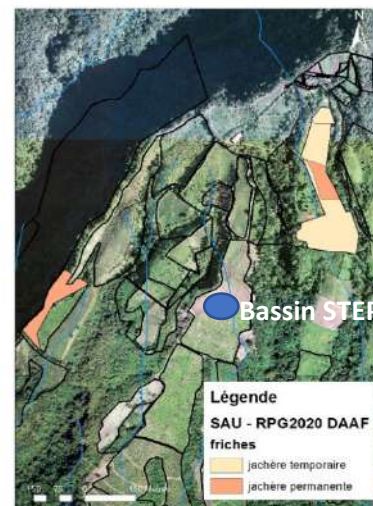 N
Bassin STEP
Légende
SAU - RPG2020 DAAF
friches
jachère temporaire
jachère permanente